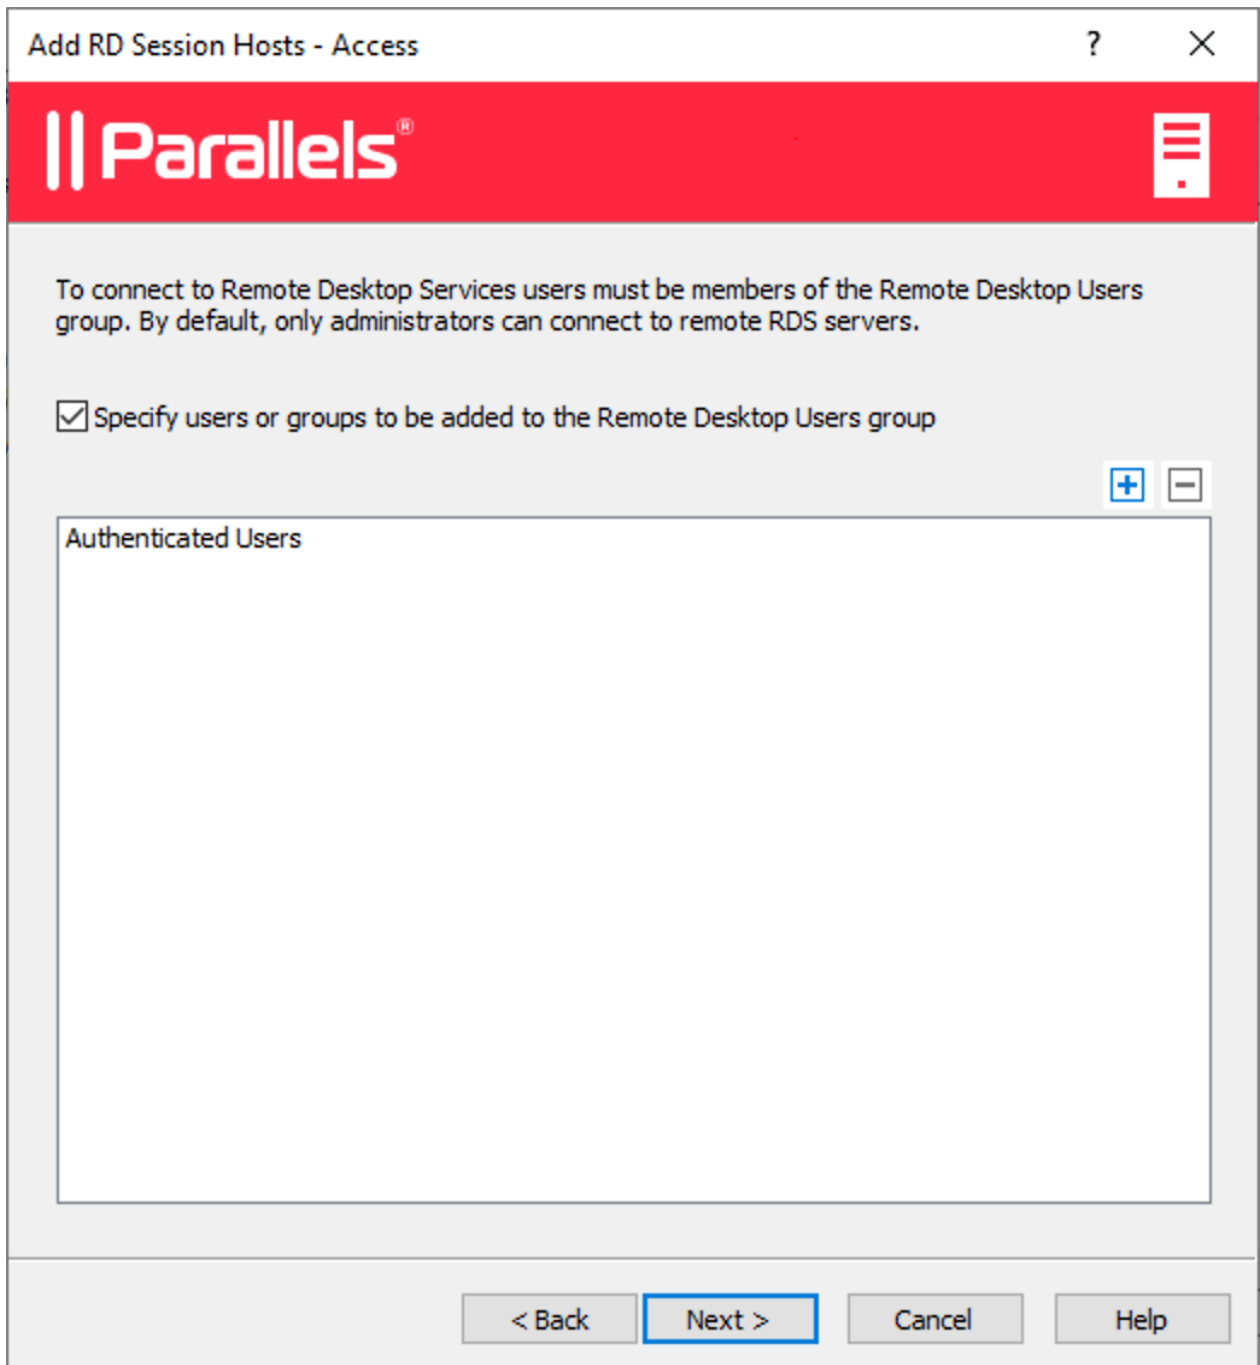 Add RD Session Hosts - Access
?
Parallels®
To connect to Remote Desktop Services users must be members of the Remote Desktop Users
group. By default, only administrators can connect to remote RDS servers.
Specify users or groups to be added to the Remote Desktop Users group
Authenticated Users
< Back
Next >
Cancel
Help